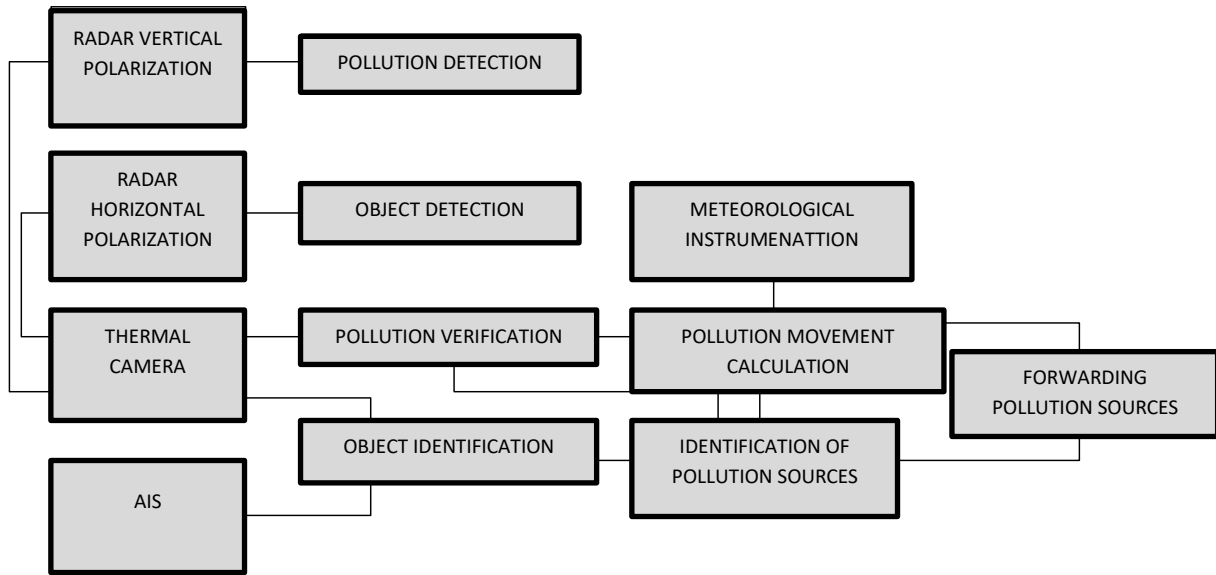 RADAR VERTICAL
POLARIZATION
POLLUTION DETECTION
RADAR
HORIZONTAL
POLARIZATION
OBJECT DETECTION
METEOROLOGICAL
INSTRUMENATTION
THERMAL
CAMERA
POLLUTION VERIFICATION
POLLUTION MOVEMENT
CALCULATION
FORWARDING
POLLUTION SOURCES
OBJECT IDENTIFICATION
IDENTIFICATION OF
POLLUTION SOURCES
AIS